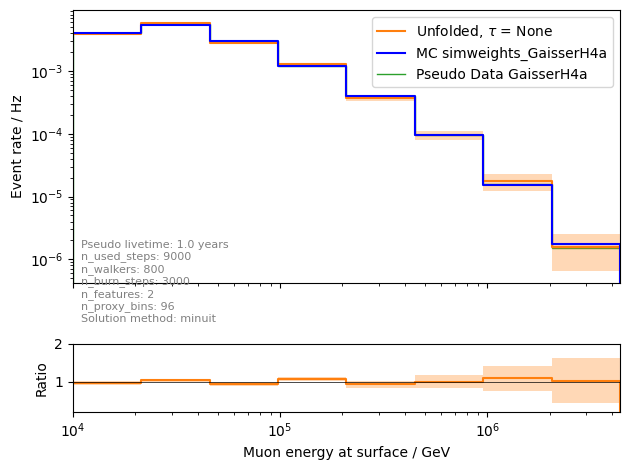 Unfolded, τ = None
MC simweights_GaisserH4a
Pseudo Data GaisserH4a
Event rate / Hz
10⁻³
10⁻⁴
10⁻⁵
10⁻⁶
Pseudo livetime: 1.0 years
n_used_steps: 9000
n_walkers: 800
n_burn_steps: 3000
n_features: 2
n_proxy_bins: 96
Solution method: minuit
Ratio
2
1
10⁴ 10⁵ 10⁶
Muon energy at surface / GeV